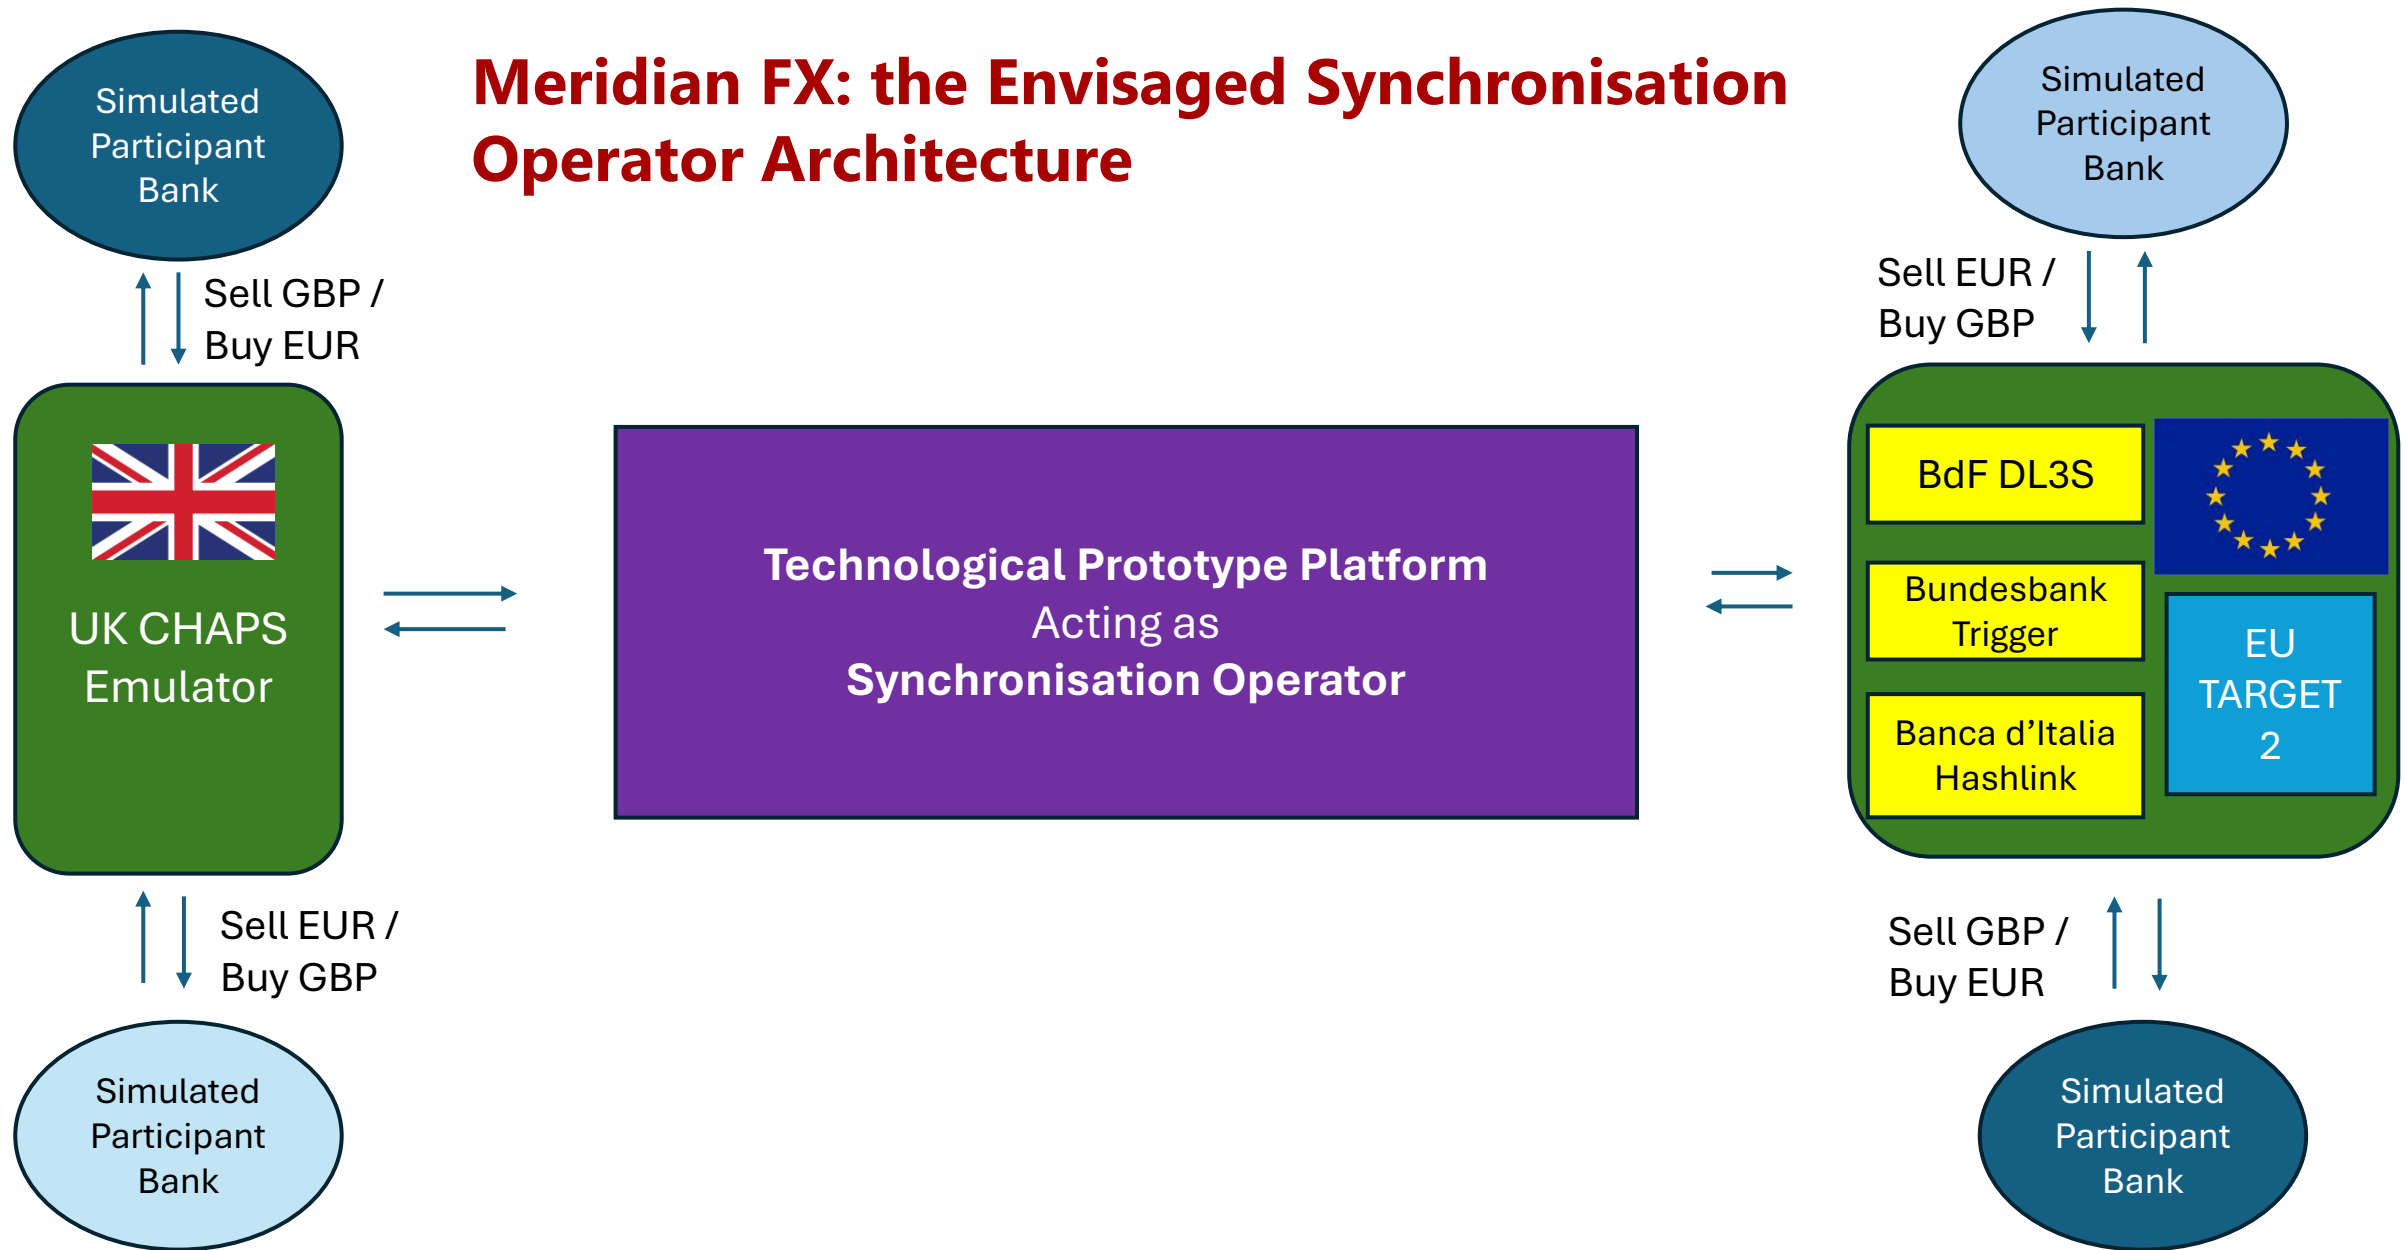 Meridian FX: the Envisaged Synchronisation
Operator Architecture
Simulated
Participant
Bank
Sell GBP /
Buy EUR
UK CHAPS
Emulator
Sell EUR /
Buy GBP
Simulated
Participant
Bank
Technological Prototype Platform
Acting as
Synchronisation Operator
Simulated
Participant
Bank
Sell EUR /
Buy GBP
BdF DL3S
Bundesbank
Trigger
Banca d’Italia
Hashlink
EU
TARGET
2
Sell GBP /
Buy EUR
Simulated
Participant
Bank